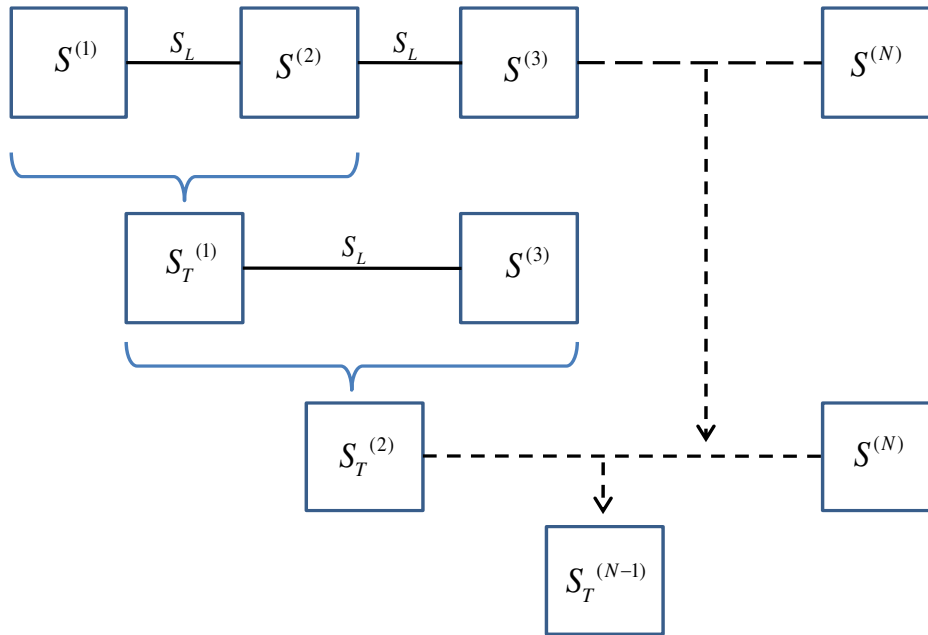 S^{(1)} S_L S^{(2)} S_L S^{(3)} S^{(N)}
S_T^{(1)} S_L S^{(3)}
S_T^{(2)} S^{(N)}
S_T^{(N-1)}